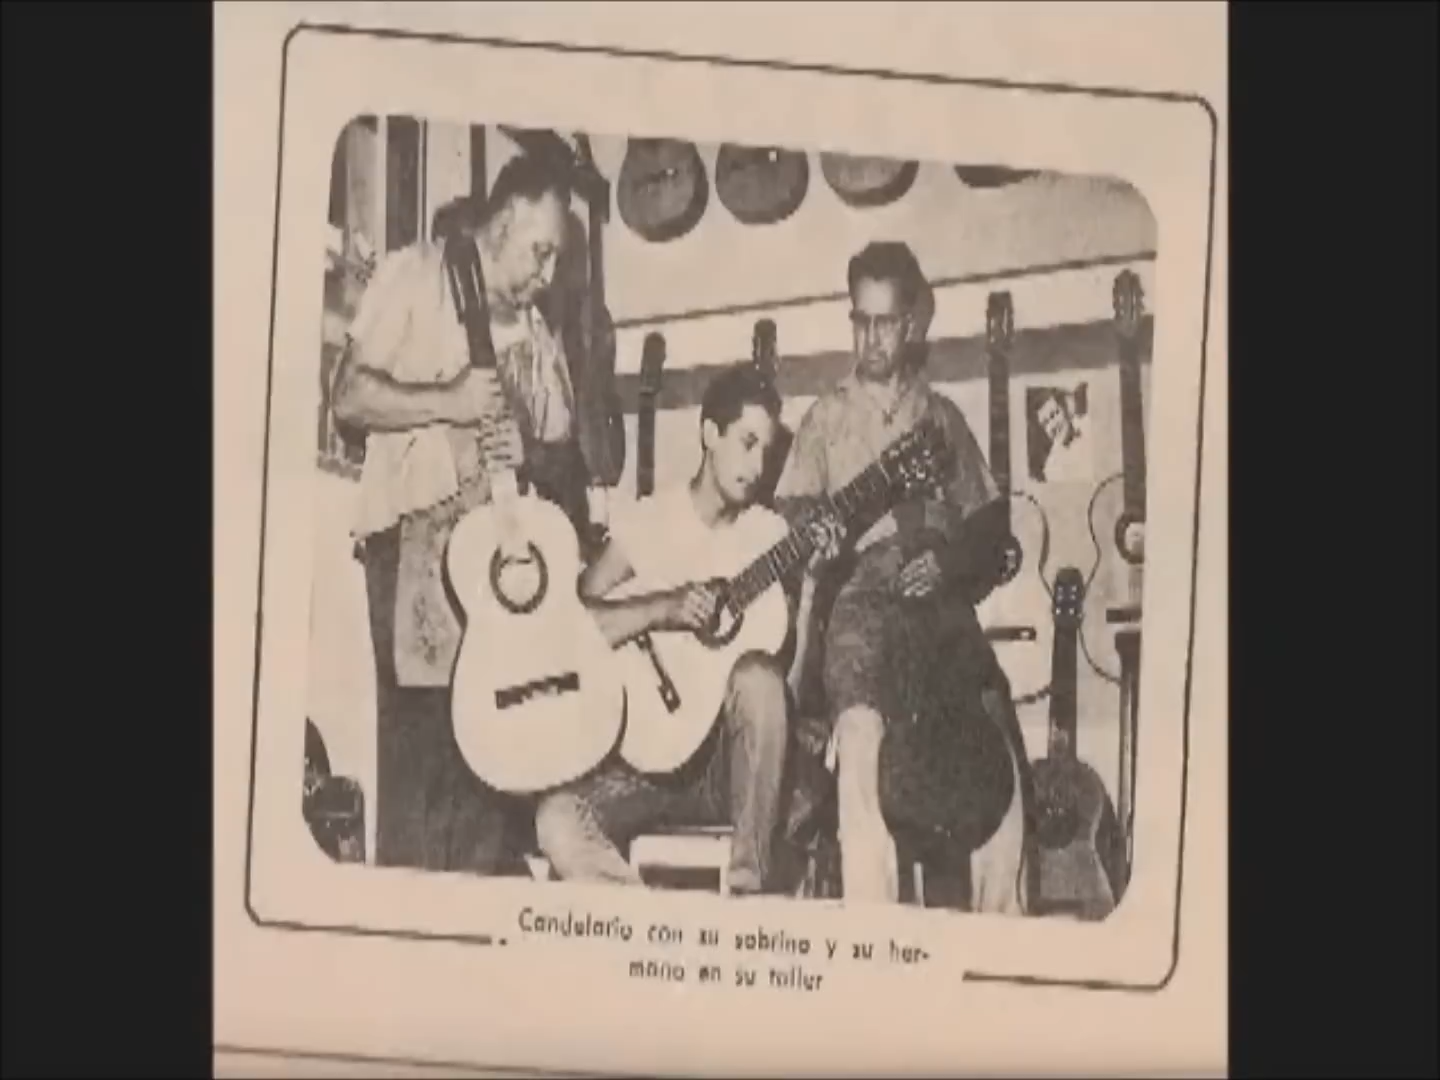 Candelario con su sobrino y su her-
mano en su taller